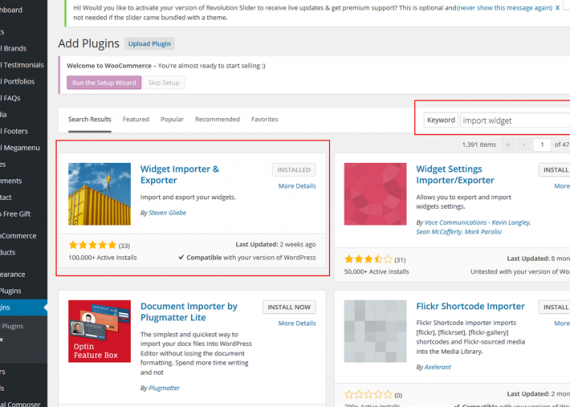 Hi! Would you like to activate your version of Revolution Slider to receive live updates & get premium support? This is optional and(never show this message again) X
not needed if the slider came bundled with a theme.
Add Plugins Upload Plugin
Welcome to WooCommerce – You're almost ready to start selling :)
Run the Setup Wizard Skip Setup
Search Results Featured Popular Recommended Favorites
Keyword import widget
1,391 items « ‹ 1 of 47
Widget Importer &
Exporter
INSTALLED
More Details
Import and export your widgets.
By Steven Gliebe
(33)
100,000+ Active Installs
Last Updated: 2 weeks ago
✔ Compatible with your version of WordPress
Widget Settings
Importer/Exporter
INSTALL
More
Allows you to export and import
widgets settings.
By Voce Communications - Kevin Langley,
Sean McCafferty, Mark Parolisi
(31)
50,000+ Active Installs
Last Updated: 8 mon
Untested with your version of Wo
Document Importer by
Plugmatter Lite
INSTALL NOW
More Details
The simplest and quickest way to
import your docx files into WordPress
Editor without losing the document
formatting. Spend more time writing
and not
By Plugmatter
Optin
Feature Box
Flickr Shortcode Importer
INSTALL
More
Flickr Shortcode Importer imports
[flickr], [flickrset], [flickr-gallery]
shortcodes and Flickr-sourced media
into the Media Library.
By Axelerant
(0)
Last Updated: 2 mon
l Brands
l Testimonials
l Portfolios
l FAQs
dia
l Footers
l Megamenu
es
mments
tact
o Free Gift
oCommerce
ducts
earance
Plugins
gins
Plugins
w
rs
ls
al Composer